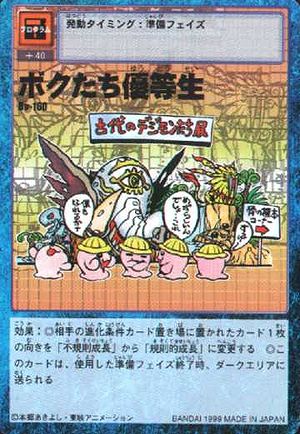 プログラム
発動タイミング：準備フェイズ
+40
ボクたち優等生
Bo-160
古代のデジモンたち展
効果：◎相手の進化条件カード置き場に置かれたカード1枚
の向きを「不規則成長」から「規則的成長」に変更する　◎こ
のカードは、使用した準備フェイズ終了時、ダークエリアに
送られる
©本郷あきよし・東映アニメーション
BANDAI 1999 MADE IN JAPAN